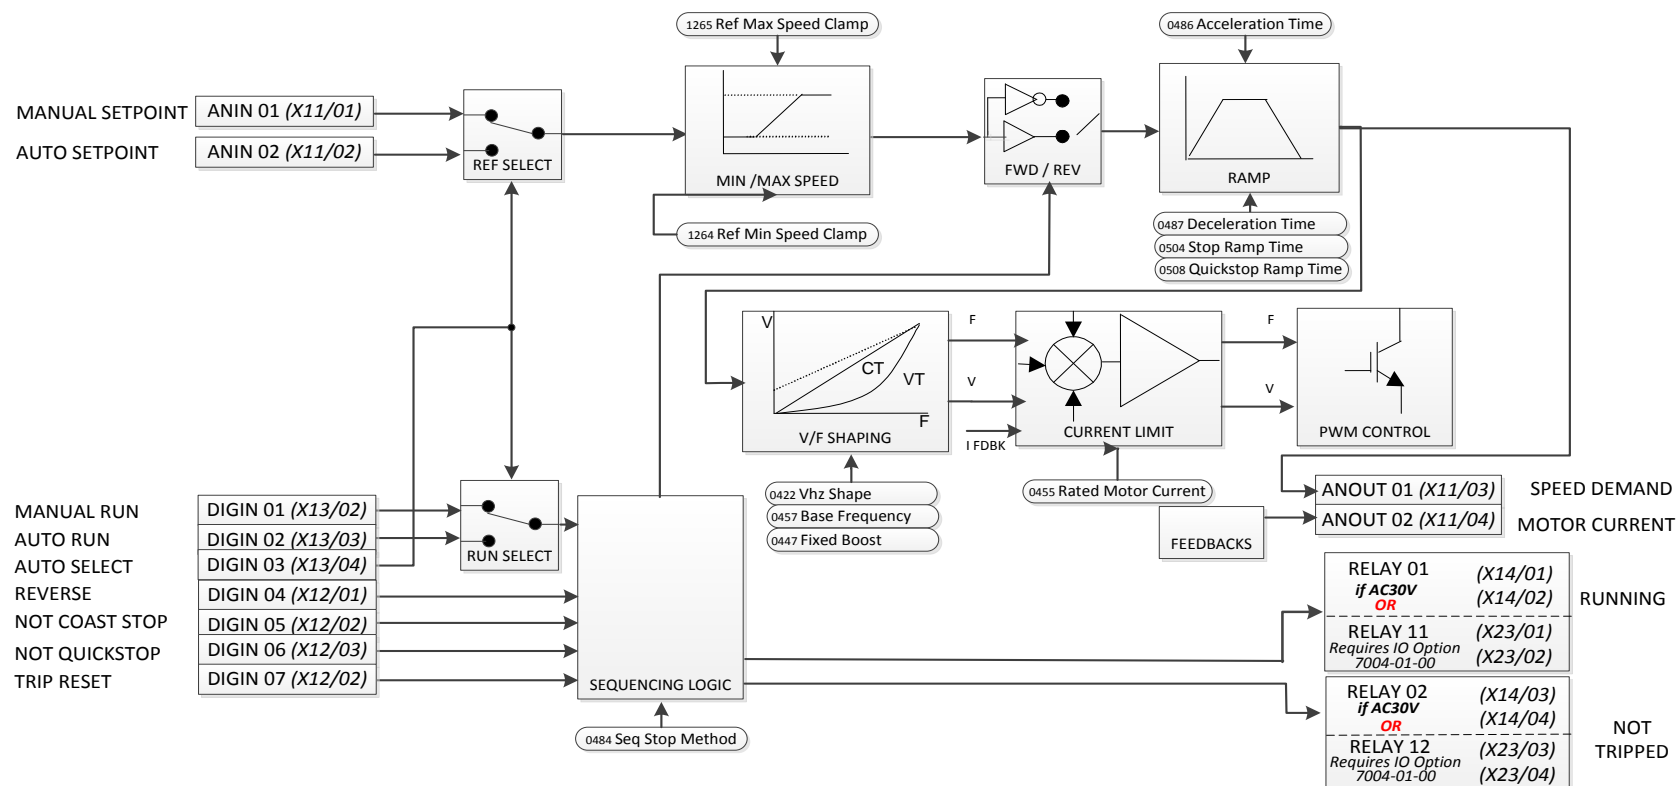 1265 Ref Max Speed Clamp
0486 Acceleration Time
MANUAL SETPOINT
ANIN 01 (X11/01)
AUTO SETPOINT
ANIN 02 (X11/02)
REF SELECT
MIN /MAX SPEED
FWD / REV
RAMP
1264 Ref Min Speed Clamp
0487 Deceleration Time
0504 Stop Ramp Time
0508 Quickstop Ramp Time
V
CT
VT
F
V/F SHAPING
F
V
I FDBK
CURRENT LIMIT
F
V
PWM CONTROL
0422 Vhz Shape
0457 Base Frequency
0447 Fixed Boost
0455 Rated Motor Current
MANUAL RUN
DIGIN 01 (X13/02)
AUTO RUN
DIGIN 02 (X13/03)
AUTO SELECT
DIGIN 03 (X13/04)
REVERSE
DIGIN 04 (X12/01)
NOT COAST STOP
DIGIN 05 (X12/02)
NOT QUICKSTOP
DIGIN 06 (X12/03)
TRIP RESET
DIGIN 07 (X12/02)
RUN SELECT
SEQUENCING LOGIC
0484 Seq Stop Method
FEEDBACKS
ANOUT 01 (X11/03)
SPEED DEMAND
ANOUT 02 (X11/04)
MOTOR CURRENT
RELAY 01
if AC30V
OR
(X14/01)
(X14/02)
RELAY 11
Requires IO Option
7004-01-00
(X23/01)
(X23/02)
RUNNING
RELAY 02
if AC30V
OR
(X14/03)
(X14/04)
RELAY 12
Requires IO Option
7004-01-00
(X23/03)
(X23/04)
NOT
TRIPPED